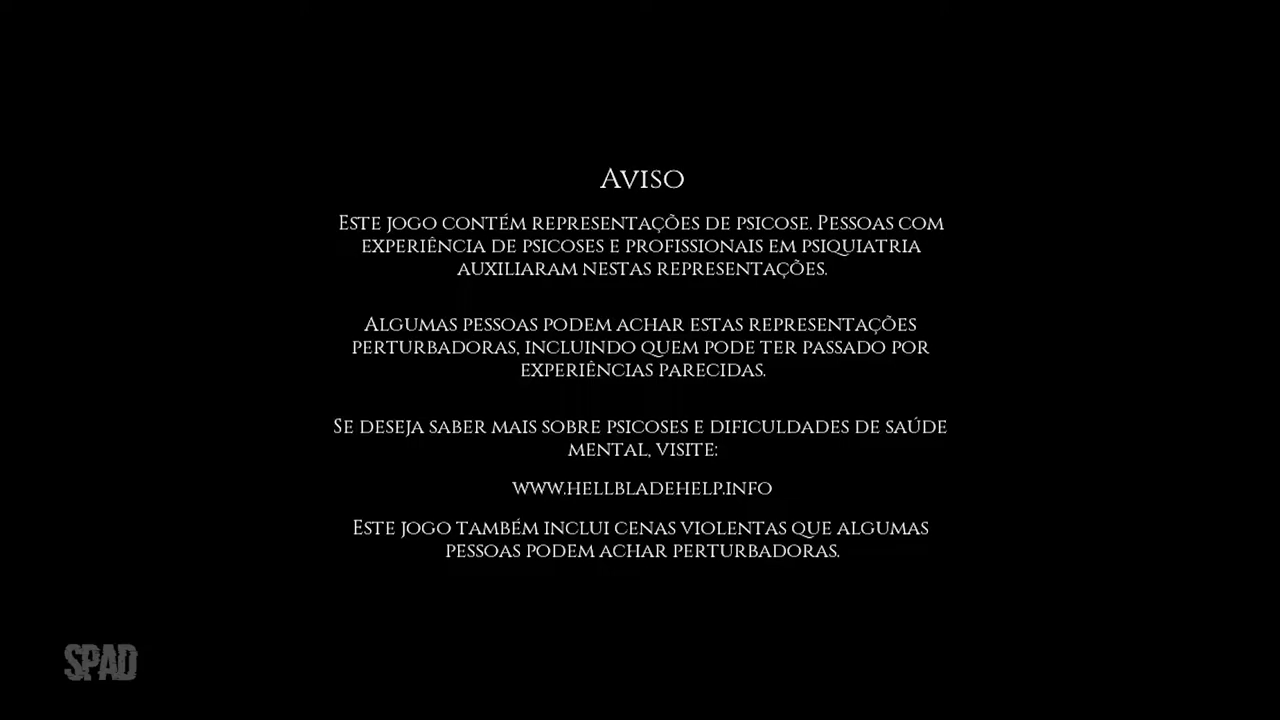 Aviso
Este jogo contém representações de psicose. Pessoas com
experiência de psicoses e profissionais em psiquiatria
auxiliaram nestas representações.
Algumas pessoas podem achar estas representações
perturbadoras, incluindo quem pode ter passado por
experiências parecidas.
Se deseja saber mais sobre psicoses e dificuldades de saúde
mental, visite:
www.hellbladehelp.info
Este jogo também inclui cenas violentas que algumas
pessoas podem achar perturbadoras.
SPAD